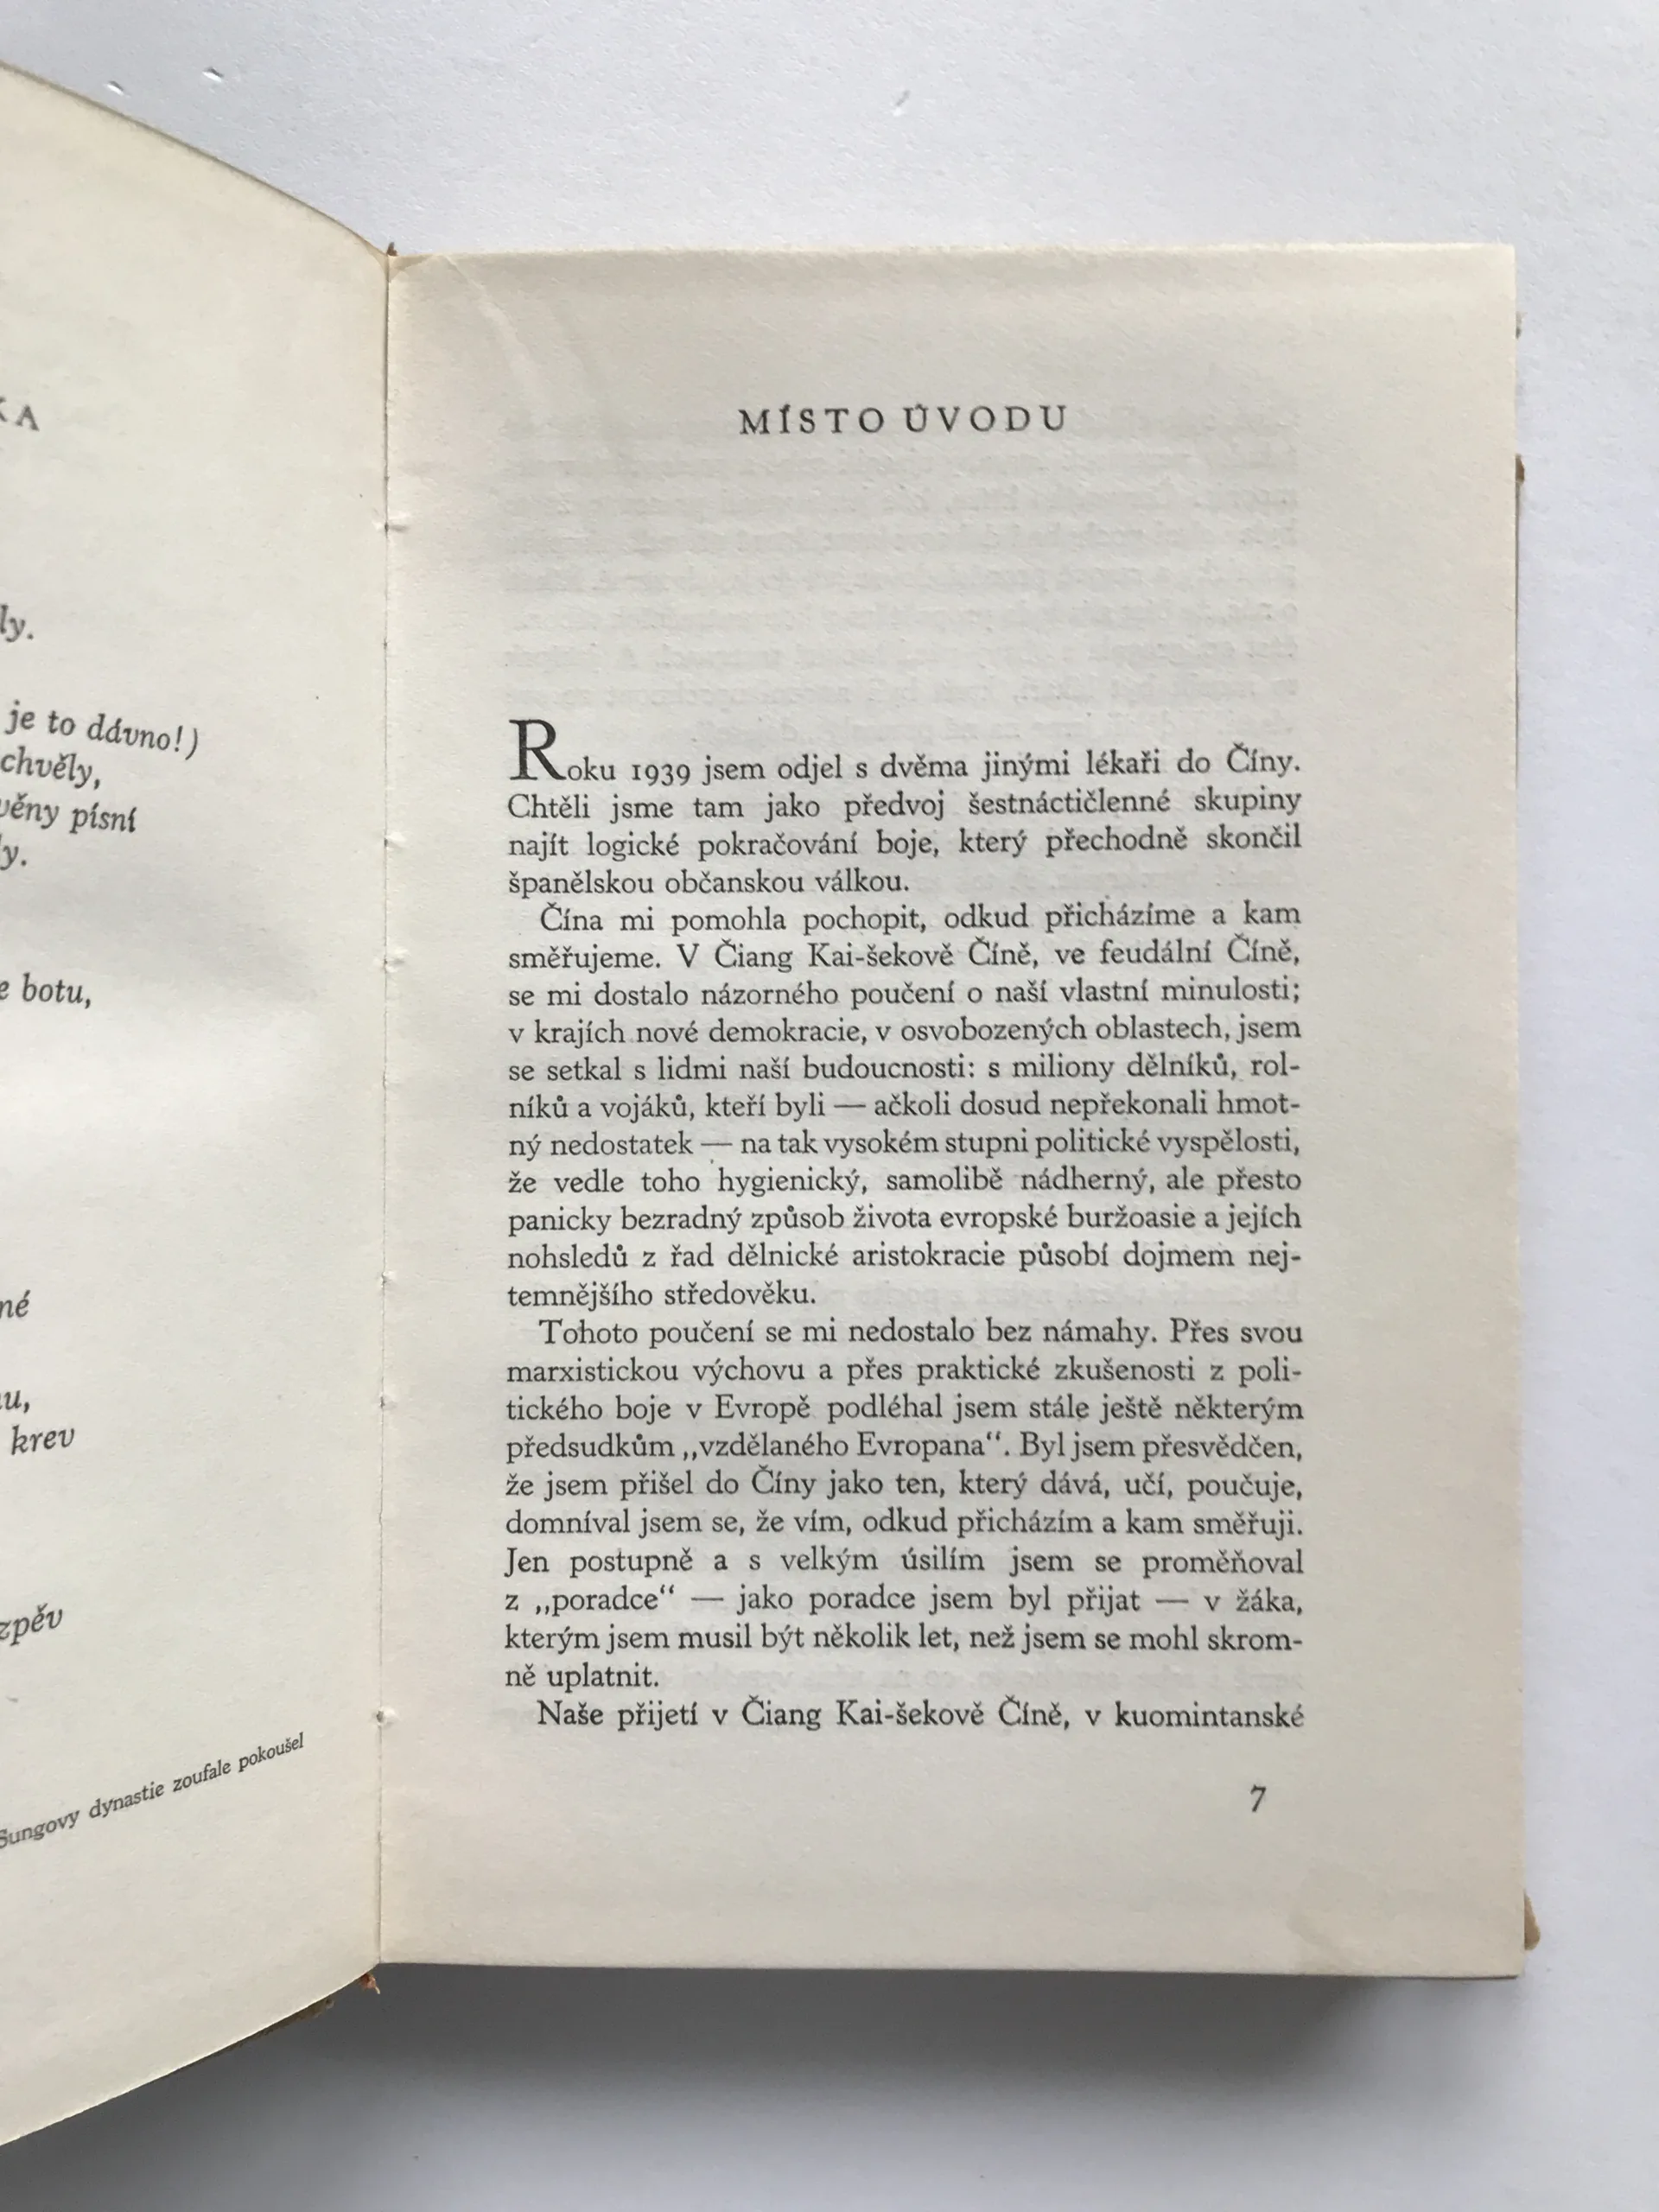 KA
ly.
je to dávno!)
chvěly,
věny písní
ly.
e botu,
né
u,
krev
zpěv
Sungovy dynastie zoufale pokoušel
MÍSTO ÚVODU
Roku 1939 jsem odjel s dvěma jinými lékaři do Číny.
Chtěli jsme tam jako předvoj šestnáctičlenné skupiny
najít logické pokračování boje, který přechodně skončil
španělskou občanskou válkou.
Čína mi pomohla pochopit, odkud přicházíme a kam
směřujeme. V Čiang Kai-šekově Číně, ve feudální Číně,
se mi dostalo názorného poučení o naší vlastní minulosti;
v krajích nové demokracie, v osvobozených oblastech, jsem
se setkal s lidmi naší budoucnosti: s miliony dělníků, rol-
níků a vojáků, kteří byli — ačkoli dosud nepřekonali hmot-
ný nedostatek — na tak vysokém stupni politické vyspělosti,
že vedle toho hygienický, samolibě nádherný, ale přesto
panicky bezradný způsob života evropské buržoasie a jejích
nohsledů z řad dělnické aristokracie působí dojmem nej-
temnějšího středověku.
Tohoto poučení se mi nedostalo bez námahy. Přes svou
marxistickou výchovu a přes praktické zkušenosti z poli-
tického boje v Evropě podléhal jsem stále ještě některým
předsudkům „vzdělaného Evropana“. Byl jsem přesvědčen,
že jsem přišel do Číny jako ten, který dává, učí, poučuje,
domníval jsem se, že vím, odkud přicházím a kam směřuji.
Jen postupně a s velkým úsilím jsem se proměňoval
z „poradce“ — jako poradce jsem byl přijat — v žáka,
kterým jsem musil být několik let, než jsem se mohl skrom-
ně uplatnit.
Naše přijetí v Čiang Kai-šekově Číně, v kuomintanské
7